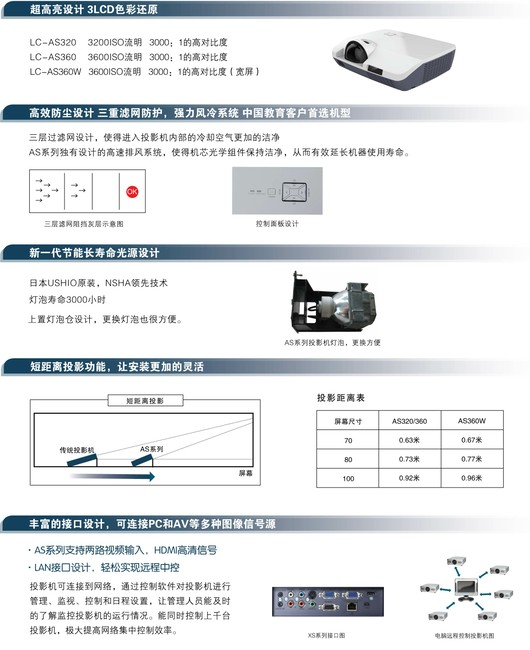 超高亮设计 3LCD色彩还原
LC-AS320 3200ISO流明 3000：1的高对比度
LC-AS360 3600ISO流明 3000：1的高对比度
LC-AS360W 3600ISO流明 3000：1的高对比度（宽屏）
高效防尘设计 三重滤网防护，强力风冷系统 中国教育客户首选机型
三层过滤网设计，使得进入投影机内部的冷却空气更加的洁净
AS系列独有设计的高速排风系统，使得机芯光学组件保持洁净，从而有效延长机器使用寿命。
OK
三层滤网阻挡灰层示意图
控制面板设计
新一代节能长寿命光源设计
日本USHIO原装，NSHA领先技术
灯泡寿命3000小时
上置灯泡仓设计，更换灯泡也很方便。
AS系列投影机灯泡，更换方便
短距离投影功能，让安装更加的灵活
短距离投影
传统投影机
AS系列
屏幕
投影距离表
屏幕尺寸 AS320/360 AS360W
70 0.63米 0.67米
80 0.73米 0.77米
100 0.92米 0.96米
丰富的接口设计，可连接PC和AV等多种图像信号源
·AS系列支持两路视频输入，HDMI高清信号
·LAN接口设计，轻松实现远程中控
投影机可连接到网络，通过控制软件对投影机进行
管理、监视、控制和日程设置，让管理人员能及时
的了解监控投影机的运行情况。能同时控制上千台
投影机，极大提高网络集中控制效率。
XS系列接口图
电脑远程控制投影机图